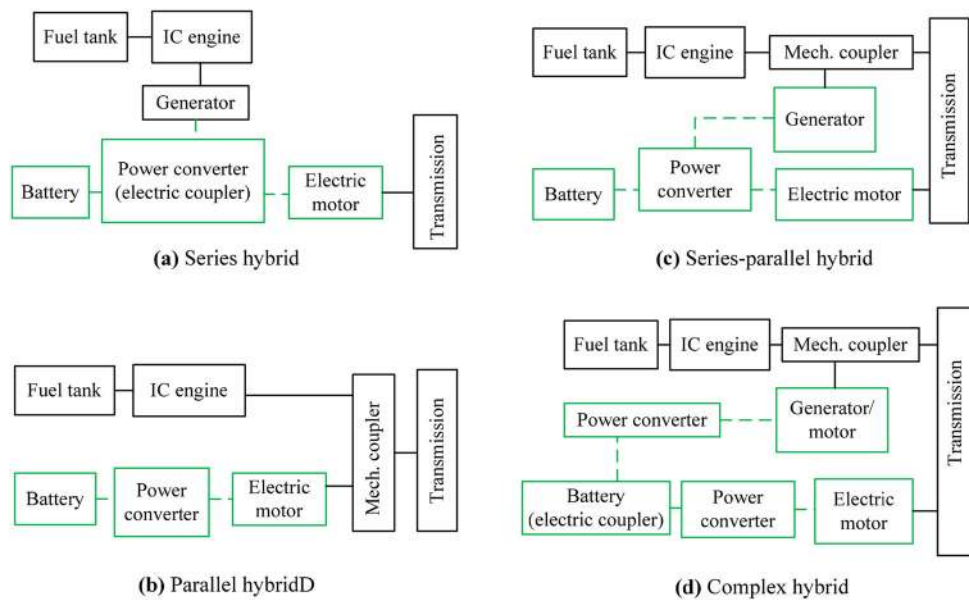 Fuel tank
IC engine
Generator
Power converter
(electric coupler)
Battery
Electric
motor
Transmission
(a) Series hybrid
Fuel tank
IC engine
Mech. coupler
Generator
Power
converter
Battery
Electric motor
Transmission
(c) Series-parallel hybrid
Fuel tank
IC engine
Battery
Power
converter
Electric
motor
Mech. coupler
Transmission
(b) Parallel hybridD
Fuel tank
IC engine
Mech. coupler
Power converter
Generator/
motor
Battery
(electric coupler)
Power
converter
Electric
motor
Transmission
(d) Complex hybrid